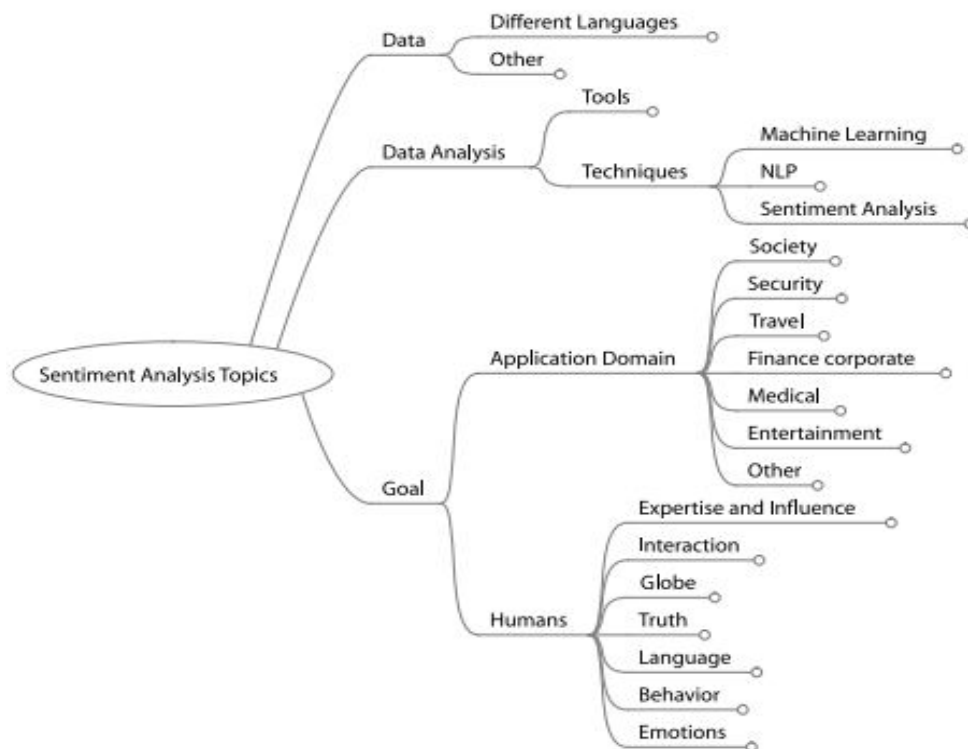 Different Languages
Data
Other
Tools
Data Analysis
Machine Learning
Techniques
NLP
Sentiment Analysis
Society
Security
Travel
Application Domain
Finance corporate
Sentiment Analysis Topics
Medical
Entertainment
Other
Goal
Expertise and Influence
Interaction
Globe
Humans
Truth
Language
Behavior
Emotions